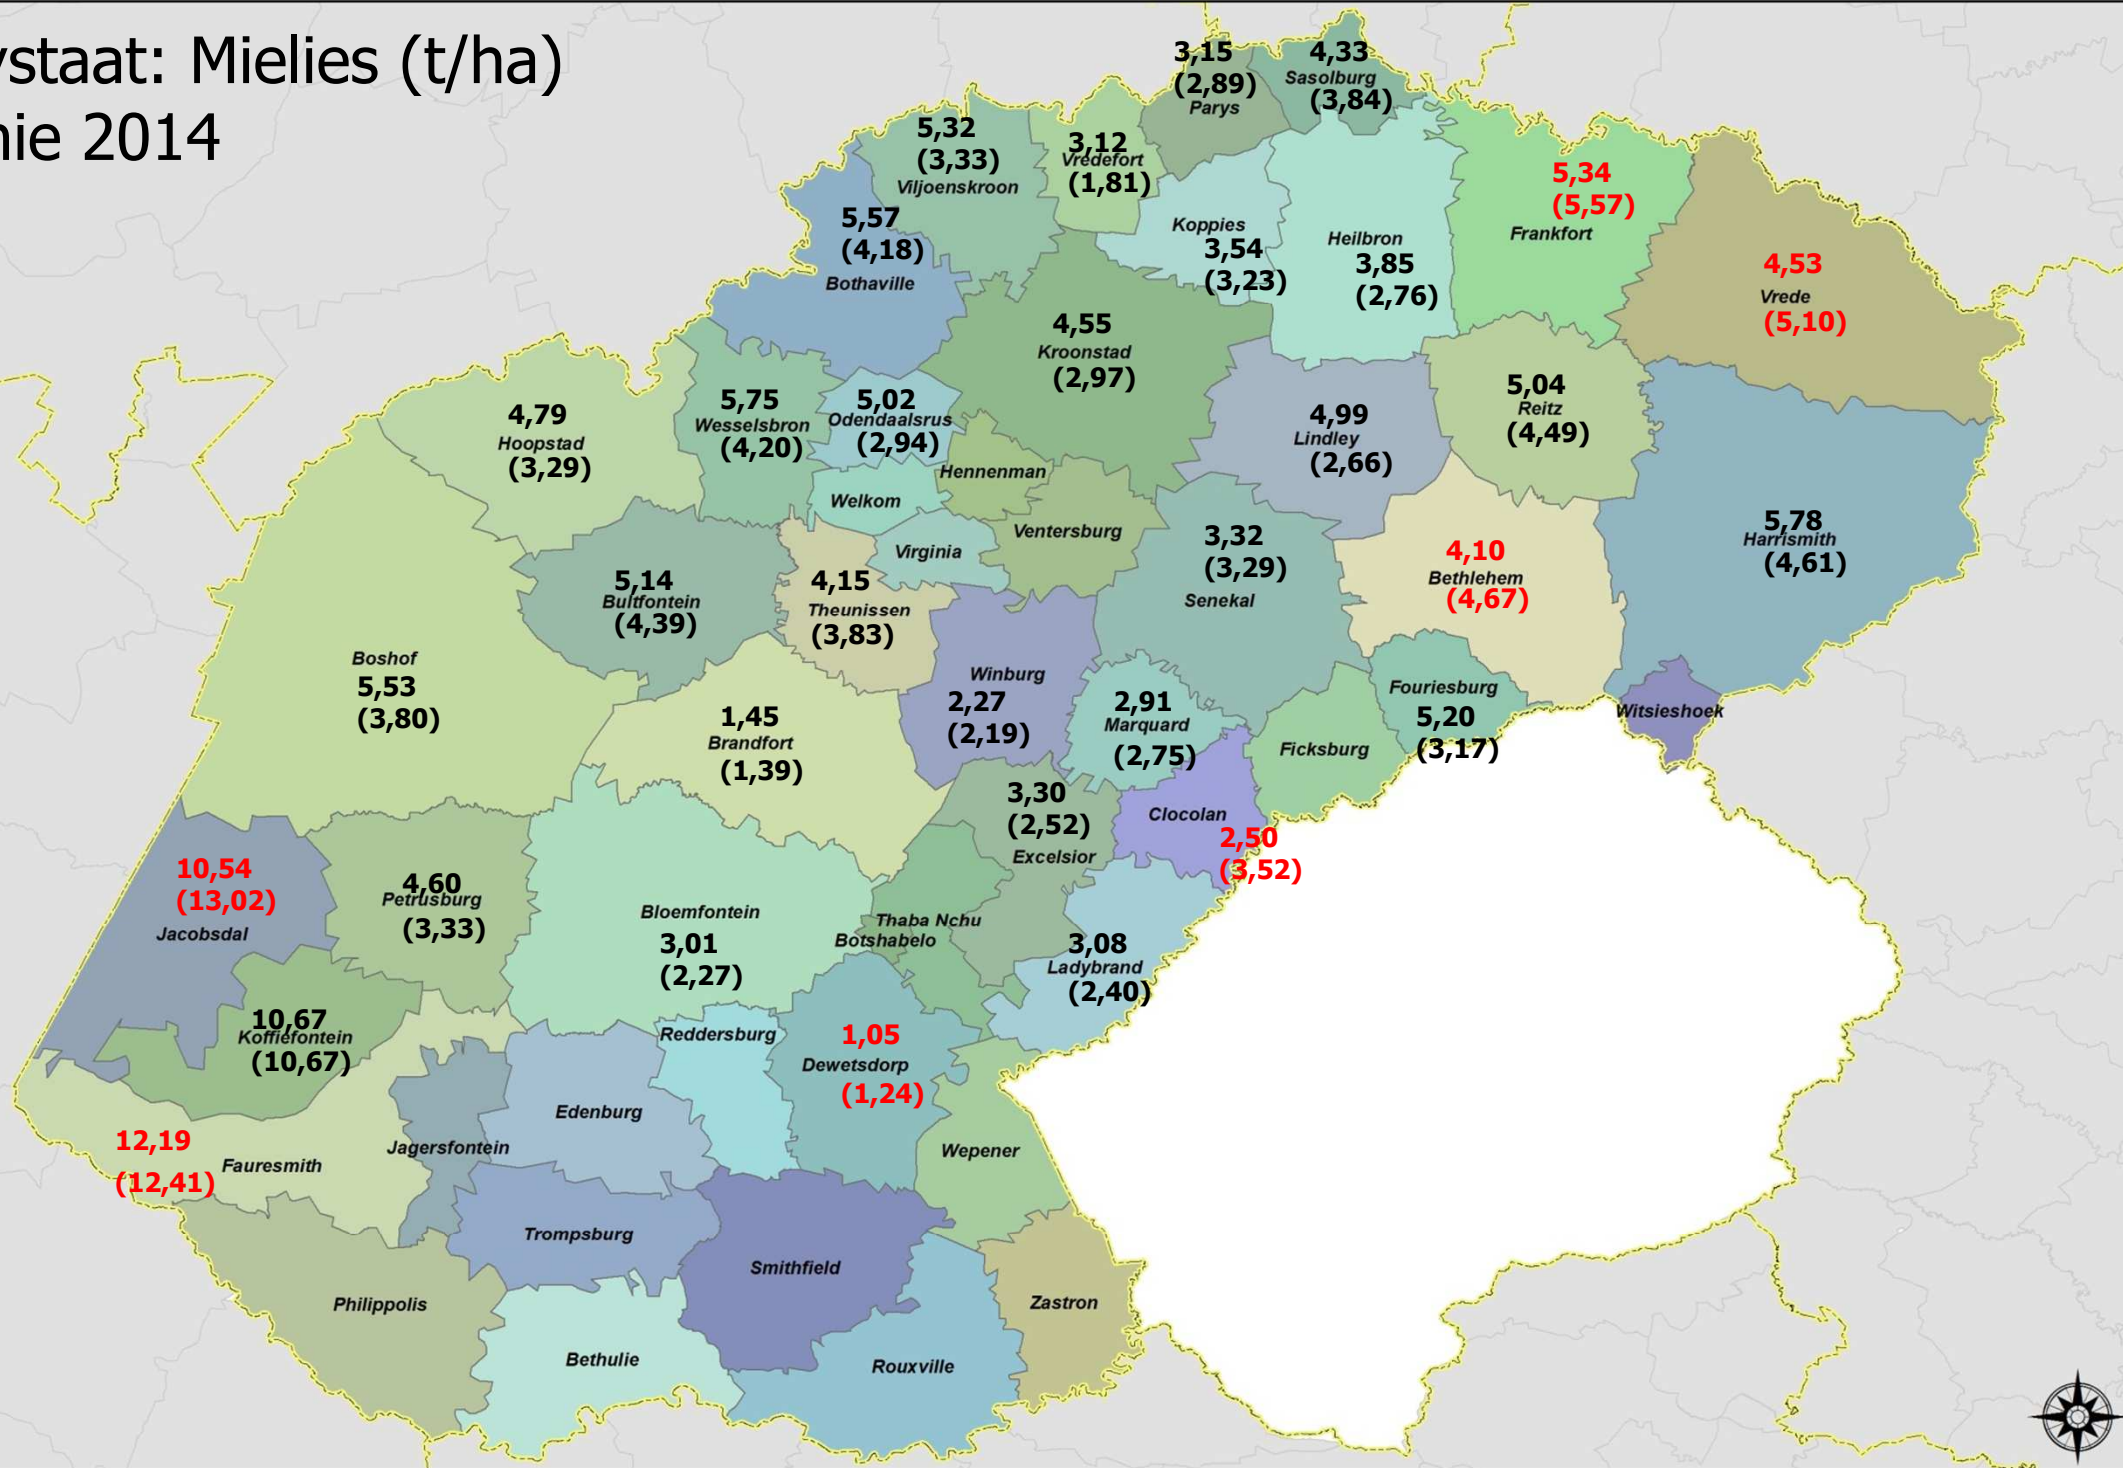 ystaat: Mielies (t/ha)
nie 2014
3,15
(2,89)
Parys
4,33
Sasolburg
(3,84)
5,32
(3,33)
Viljoenskroon
3,12
Vredefort
(1,81)
5,34
(5,57)
Frankfort
5,57
(4,18)
Bothaville
Koppies
3,54
(3,23)
Heilbron
3,85
(2,76)
4,53
Vrede
(5,10)
4,55
Kroonstad
(2,97)
4,79
Hoopstad
(3,29)
5,75
Wesselsbron
(4,20)
5,02
Odendaalsrus
(2,94)
4,99
Lindley
(2,66)
5,04
Reitz
(4,49)
Hennenman
Welkom
Ventersburg
Virginia
3,32
(3,29)
Senekal
4,10
Bethlehem
(4,67)
5,78
Harrismith
(4,61)
5,14
Bultfontein
(4,39)
4,15
Theunissen
(3,83)
Boshof
5,53
(3,80)
1,45
Brandfort
(1,39)
Winburg
2,27
(2,19)
2,91
Marquard
(2,75)
Ficksburg
Fouriesburg
5,20
(3,17)
Witsieshoek
3,30
(2,52)
Excelsior
Clocolan
2,50
(3,52)
10,54
(13,02)
Jacobsdal
4,60
Petrusburg
(3,33)
Bloemfontein
3,01
(2,27)
Thaba Nchu
Botshabelo
3,08
Ladybrand
(2,40)
10,67
Koffiefontein
(10,67)
Reddersburg
1,05
Dewetsdorp
(1,24)
Edenburg
12,19
(12,41)
Fauresmith
Jagersfontein
Wepener
Trompsburg
Smithfield
Philippolis
Zastron
Bethulie
Rouxville